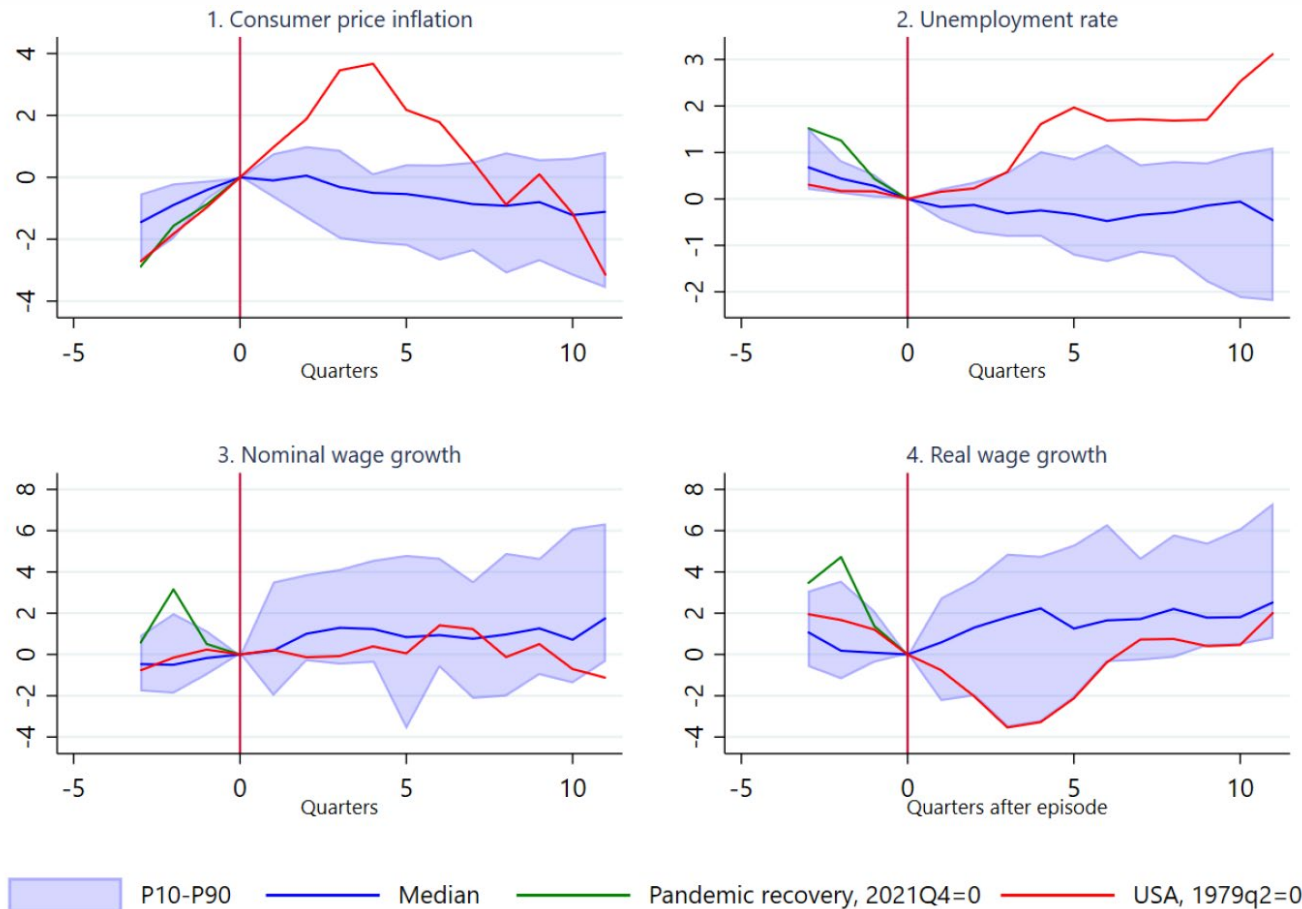 1. Consumer price inflation
4
2
0
-2
-4
-5 0 5 10
Quarters
2. Unemployment rate
3
2
1
0
-1
-2
-5 0 5 10
Quarters
3. Nominal wage growth
8
6
4
2
0
-2
-4
-5 0 5 10
Quarters
4. Real wage growth
8
6
4
2
0
-2
-4
-5 0 5 10
Quarters after episode
P10-P90 Median Pandemic recovery, 2021Q4=0 USA, 1979q2=0